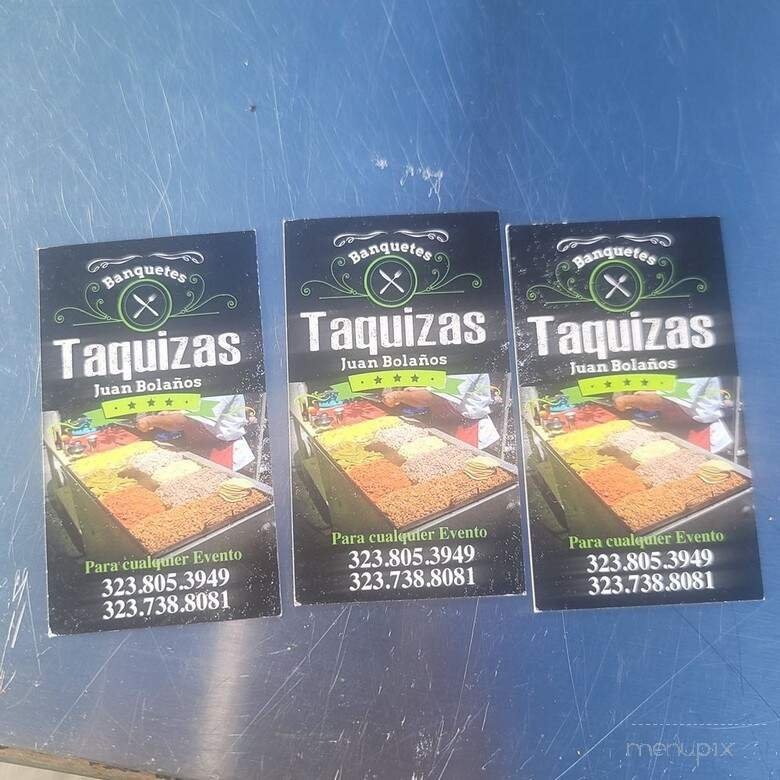 Banquetes
Taquizas
Juan Bolaños
Para cualquier Evento
323.805.3949
323.738.8081
Banquetes
Taquizas
Juan Bolaños
Para cualquier Evento
323.805.3949
323.738.8081
Banquetes
Taquizas
Juan Bolaños
Para cualquier Evento
323.805.3949
323.738.8081
menupix